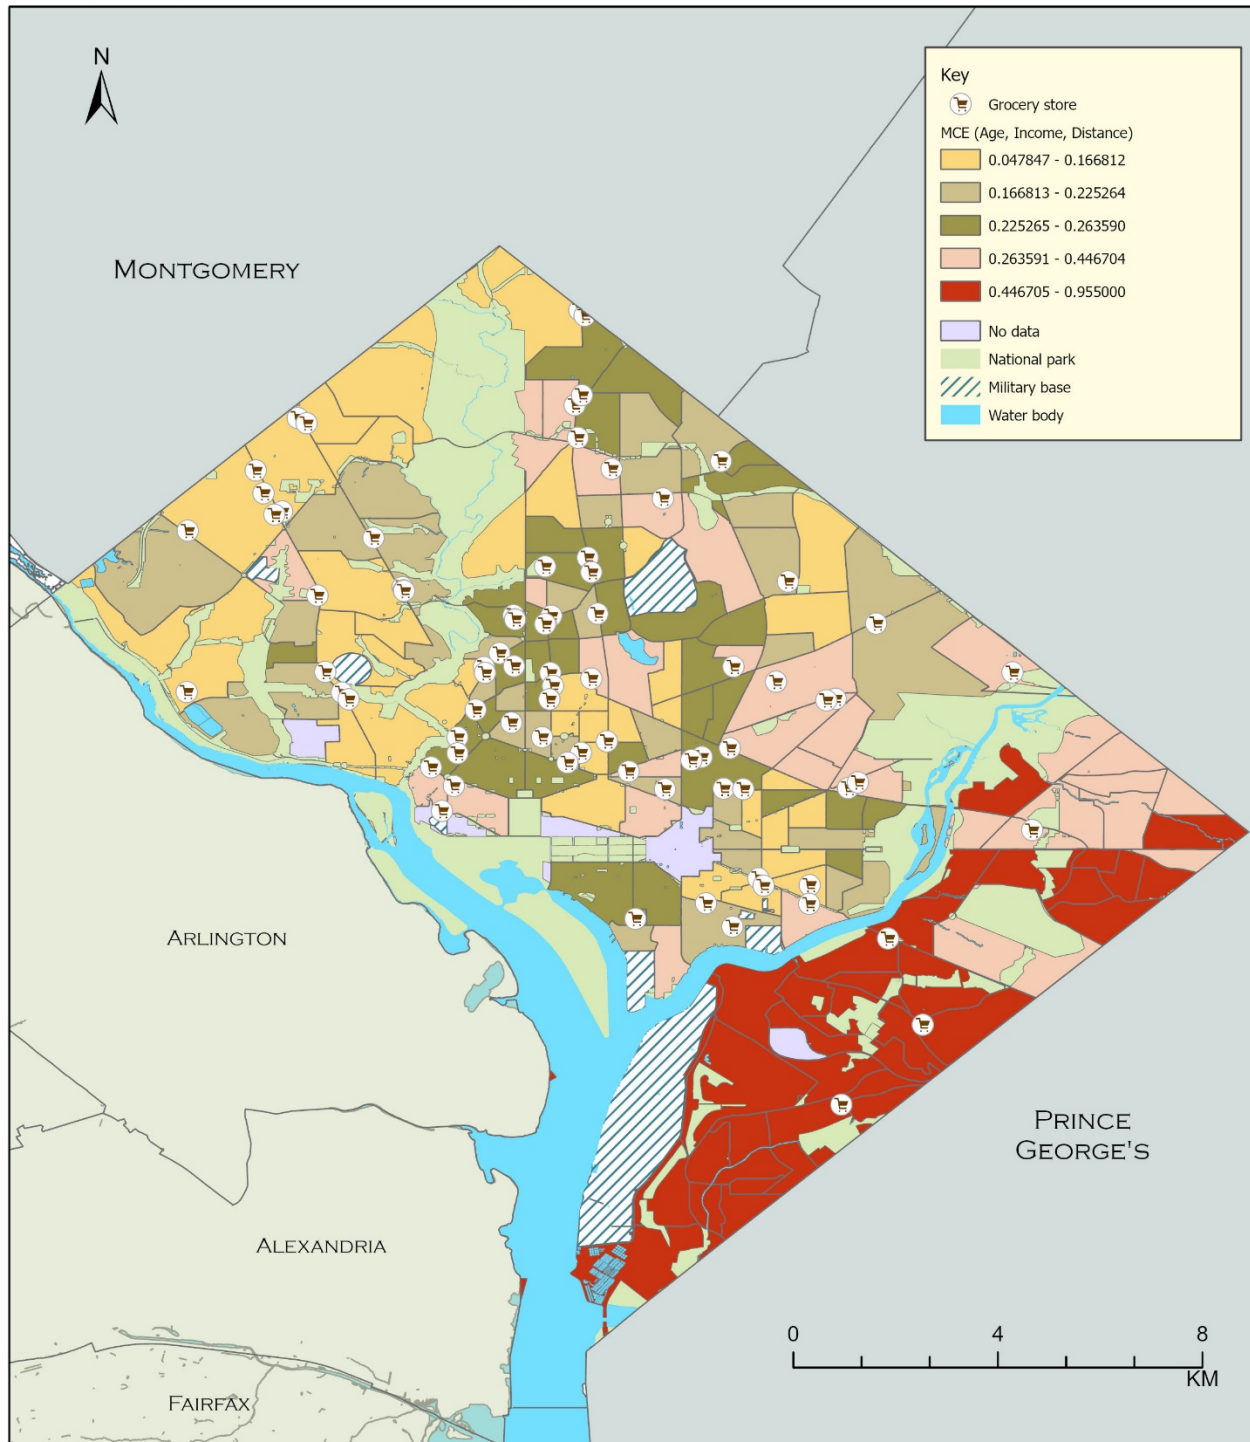 N
Key
Grocery store
MCE (Age, Income, Distance)
0.047847 - 0.166812
0.166813 - 0.225264
0.225265 - 0.263590
0.263591 - 0.446704
0.446705 - 0.955000
No data
National park
Military base
Water body
MONTGOMERY
ARLINGTON
PRINCE
GEORGE'S
ALEXANDRIA
0 4 8
KM
FAIRFAX